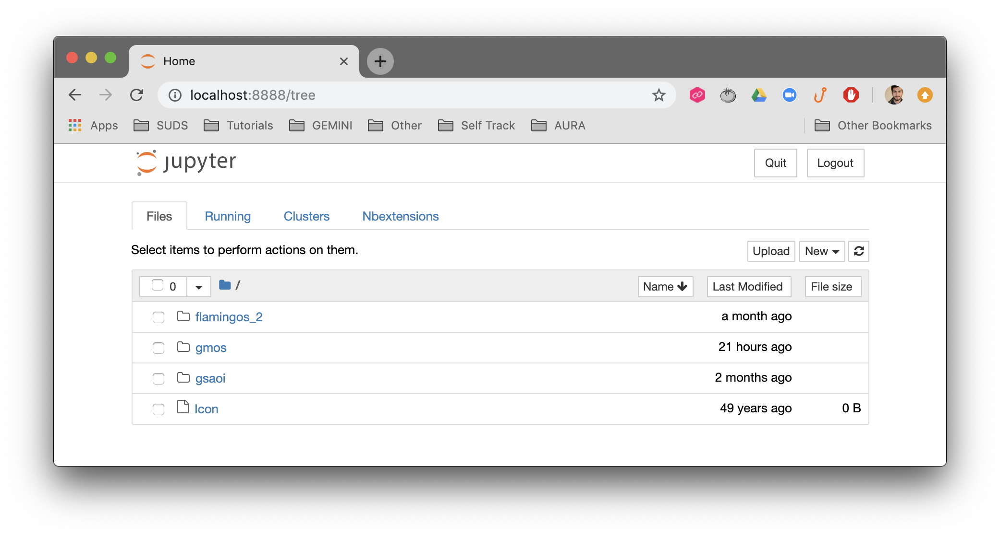 Home
localhost:8888/tree
Apps SUDS Tutorials GEMINI Other Self Track AURA Other Bookmarks
jupyter Quit Logout
Files Running Clusters Nbextensions
Select items to perform actions on them. Upload New
0 / Name Last Modified File size
flamingos_2 a month ago
gmos 21 hours ago
gsaoi 2 months ago
Icon 49 years ago 0 B